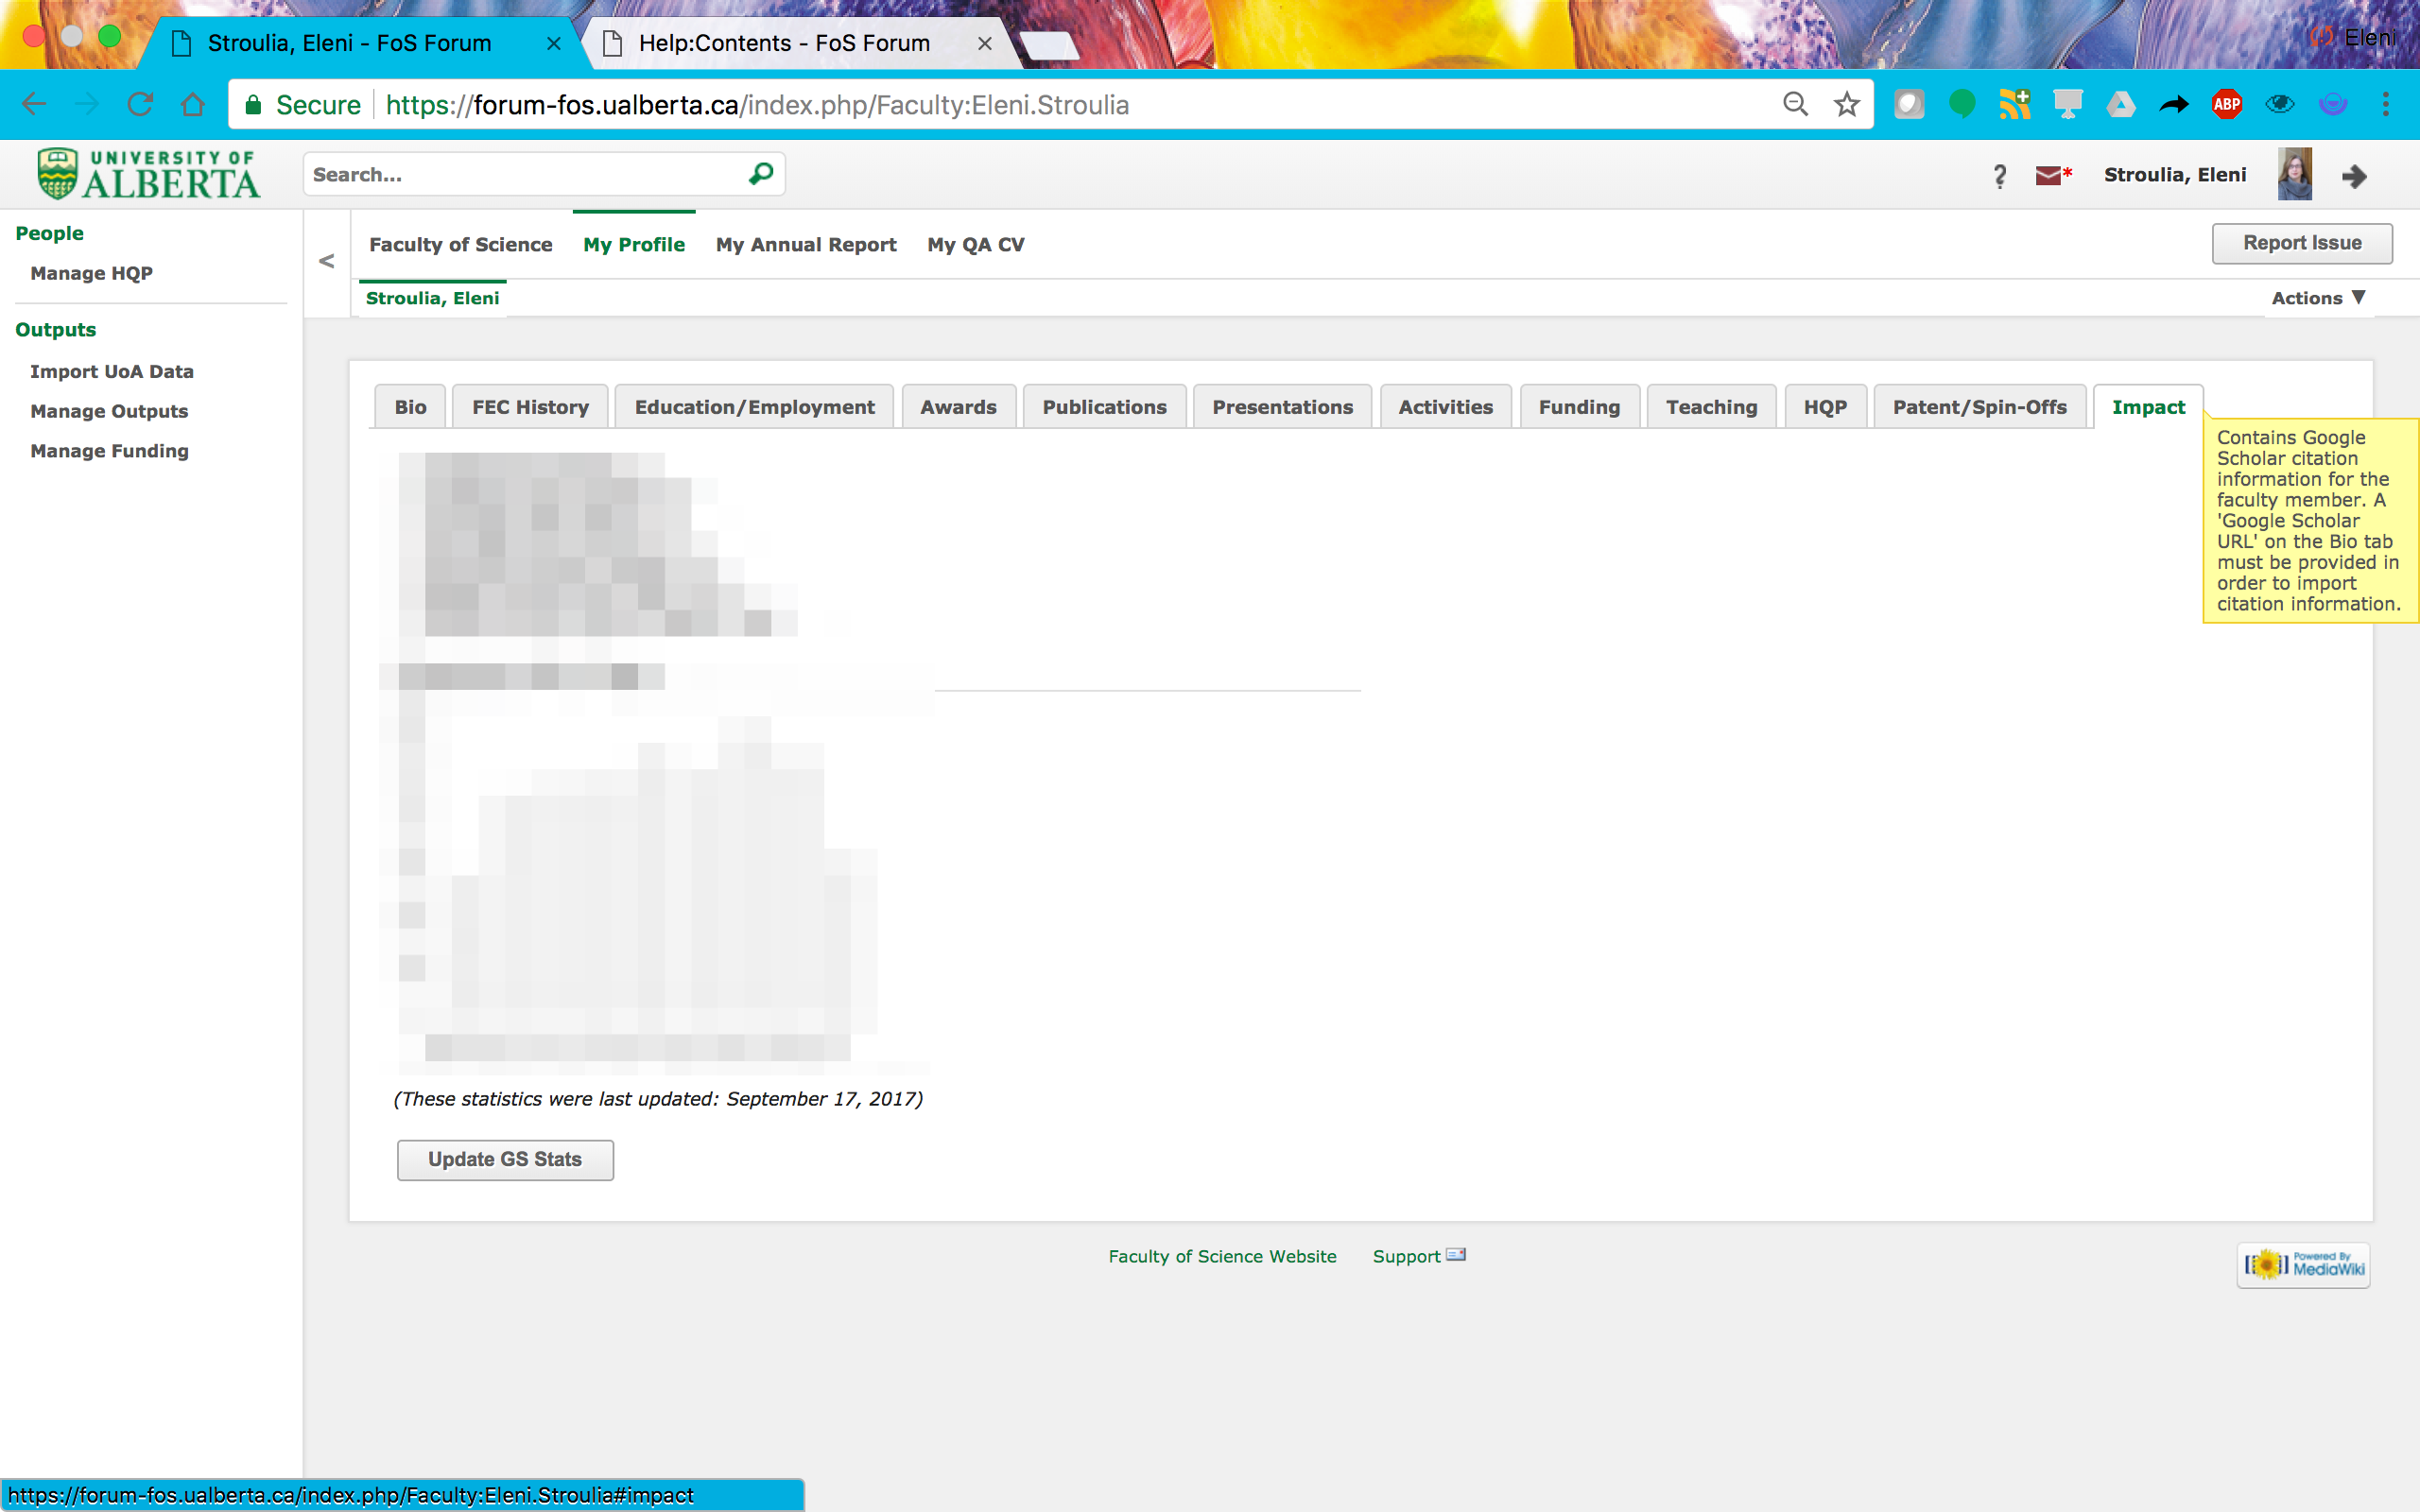 Stroulia, Eleni - FoS Forum
Help:Contents - FoS Forum
Eleni
Secure
https://forum-fos.ualberta.ca/index.php/Faculty:Eleni.Stroulia
ABP
UNIVERSITY OF
ALBERTA
Search...
?
*
Stroulia, Eleni
People
Manage HQP
Outputs
Import UoA Data
Manage Outputs
Manage Funding
<
Faculty of Science
My Profile
My Annual Report
My QA CV
Report Issue
Stroulia, Eleni
Actions ▼
Bio
FEC History
Education/Employment
Awards
Publications
Presentations
Activities
Funding
Teaching
HQP
Patent/Spin-Offs
Impact
Contains Google
Scholar citation
information for the
faculty member. A
'Google Scholar
URL' on the Bio tab
must be provided in
order to import
citation information.
(These statistics were last updated: September 17, 2017)
Update GS Stats
Faculty of Science Website
Support
Powered By
MediaWiki
https://forum-fos.ualberta.ca/index.php/Faculty:Eleni.Stroulia#impact